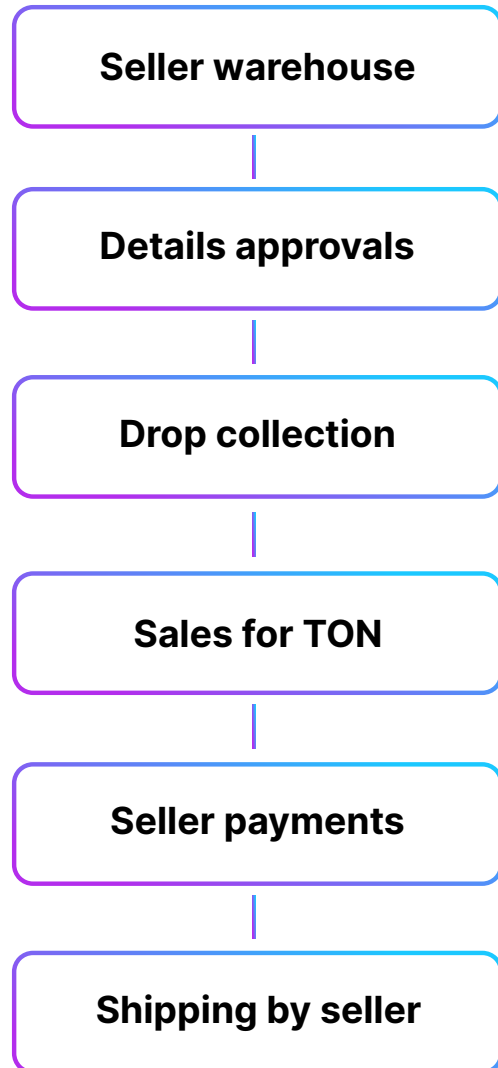 Seller warehouse
Details approvals
Drop collection
Sales for TON
Seller payments
Shipping by seller